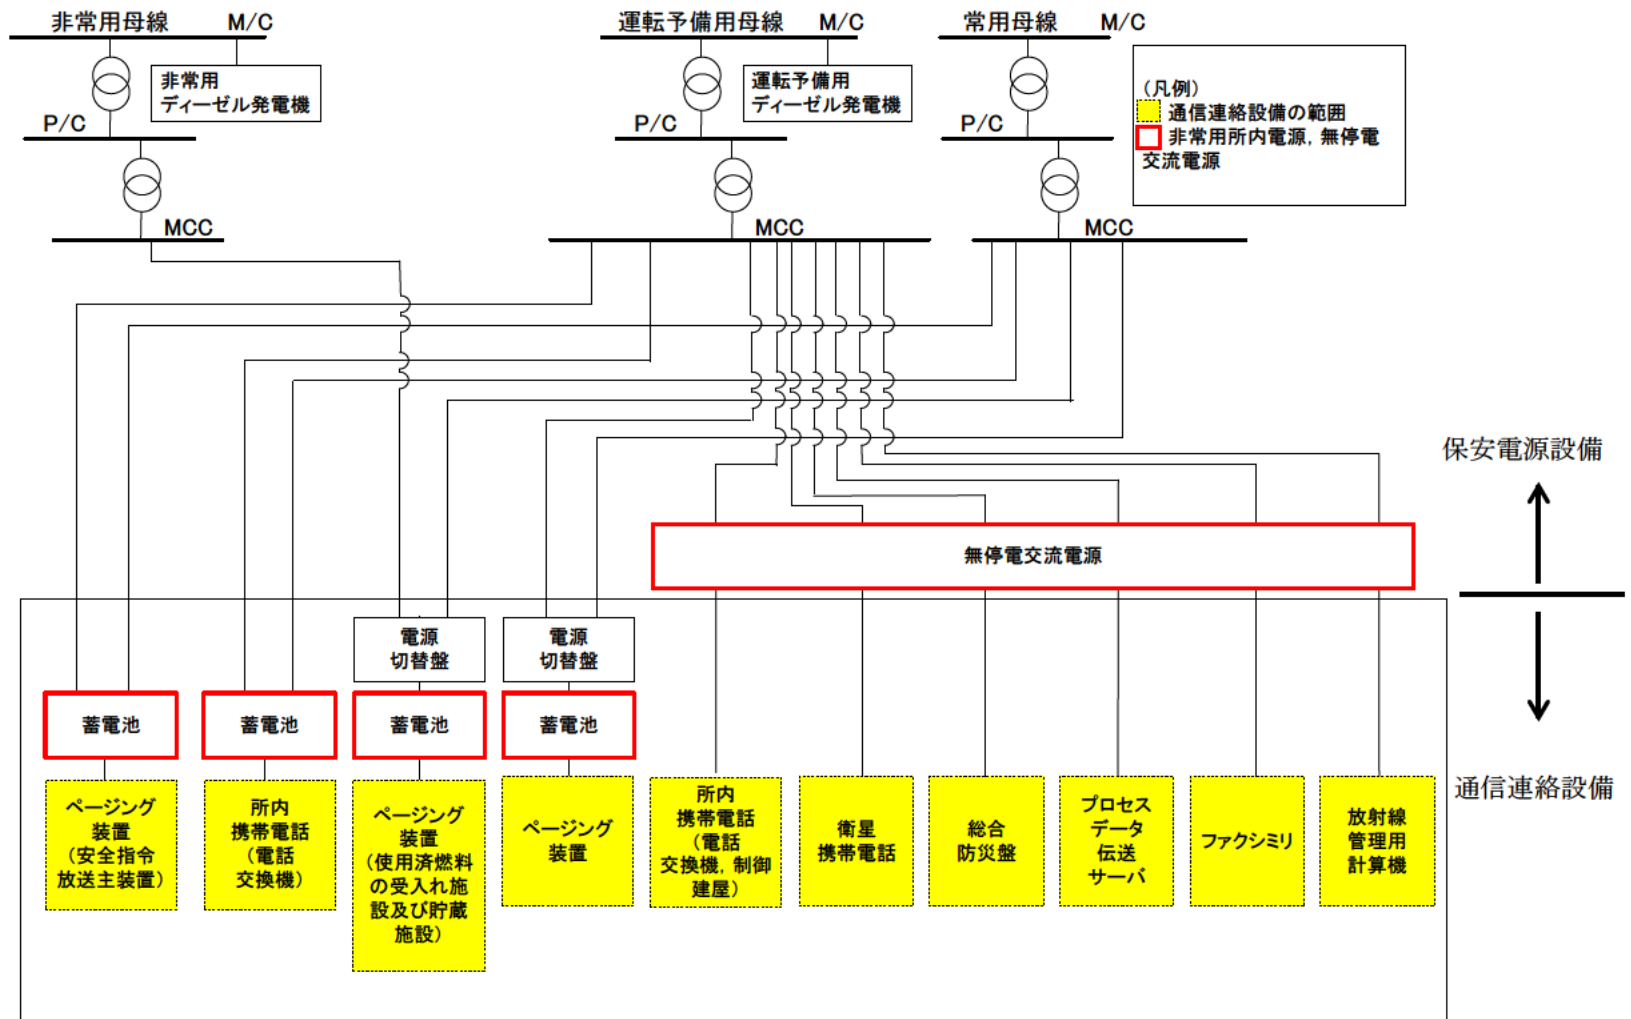 非常用母線 M/C
運転予備用母線 M/C
常用母線 M/C
非常用
ディーゼル発電機
運転予備用
ディーゼル発電機
(凡例)
通信連絡設備の範囲
非常用所内電源, 無停電
交流電源
P/C
P/C
P/C
MCC
MCC
MCC
保安電源設備
無停電交流電源
電源
切替盤
電源
切替盤
蓄電池
蓄電池
蓄電池
蓄電池
通信連絡設備
ページング
装置
(安全指令
放送主装置)
所内
携帯電話
(電話
交換機)
ページング
装置
(使用済燃料
の受入れ施
設及び貯蔵
施設)
ページング
装置
所内
携帯電話
(電話
交換機, 制御
建屋)
衛星
携帯電話
総合
防災盤
プロセス
データ
伝送
サーバ
ファクシミリ
放射線
管理用
計算機